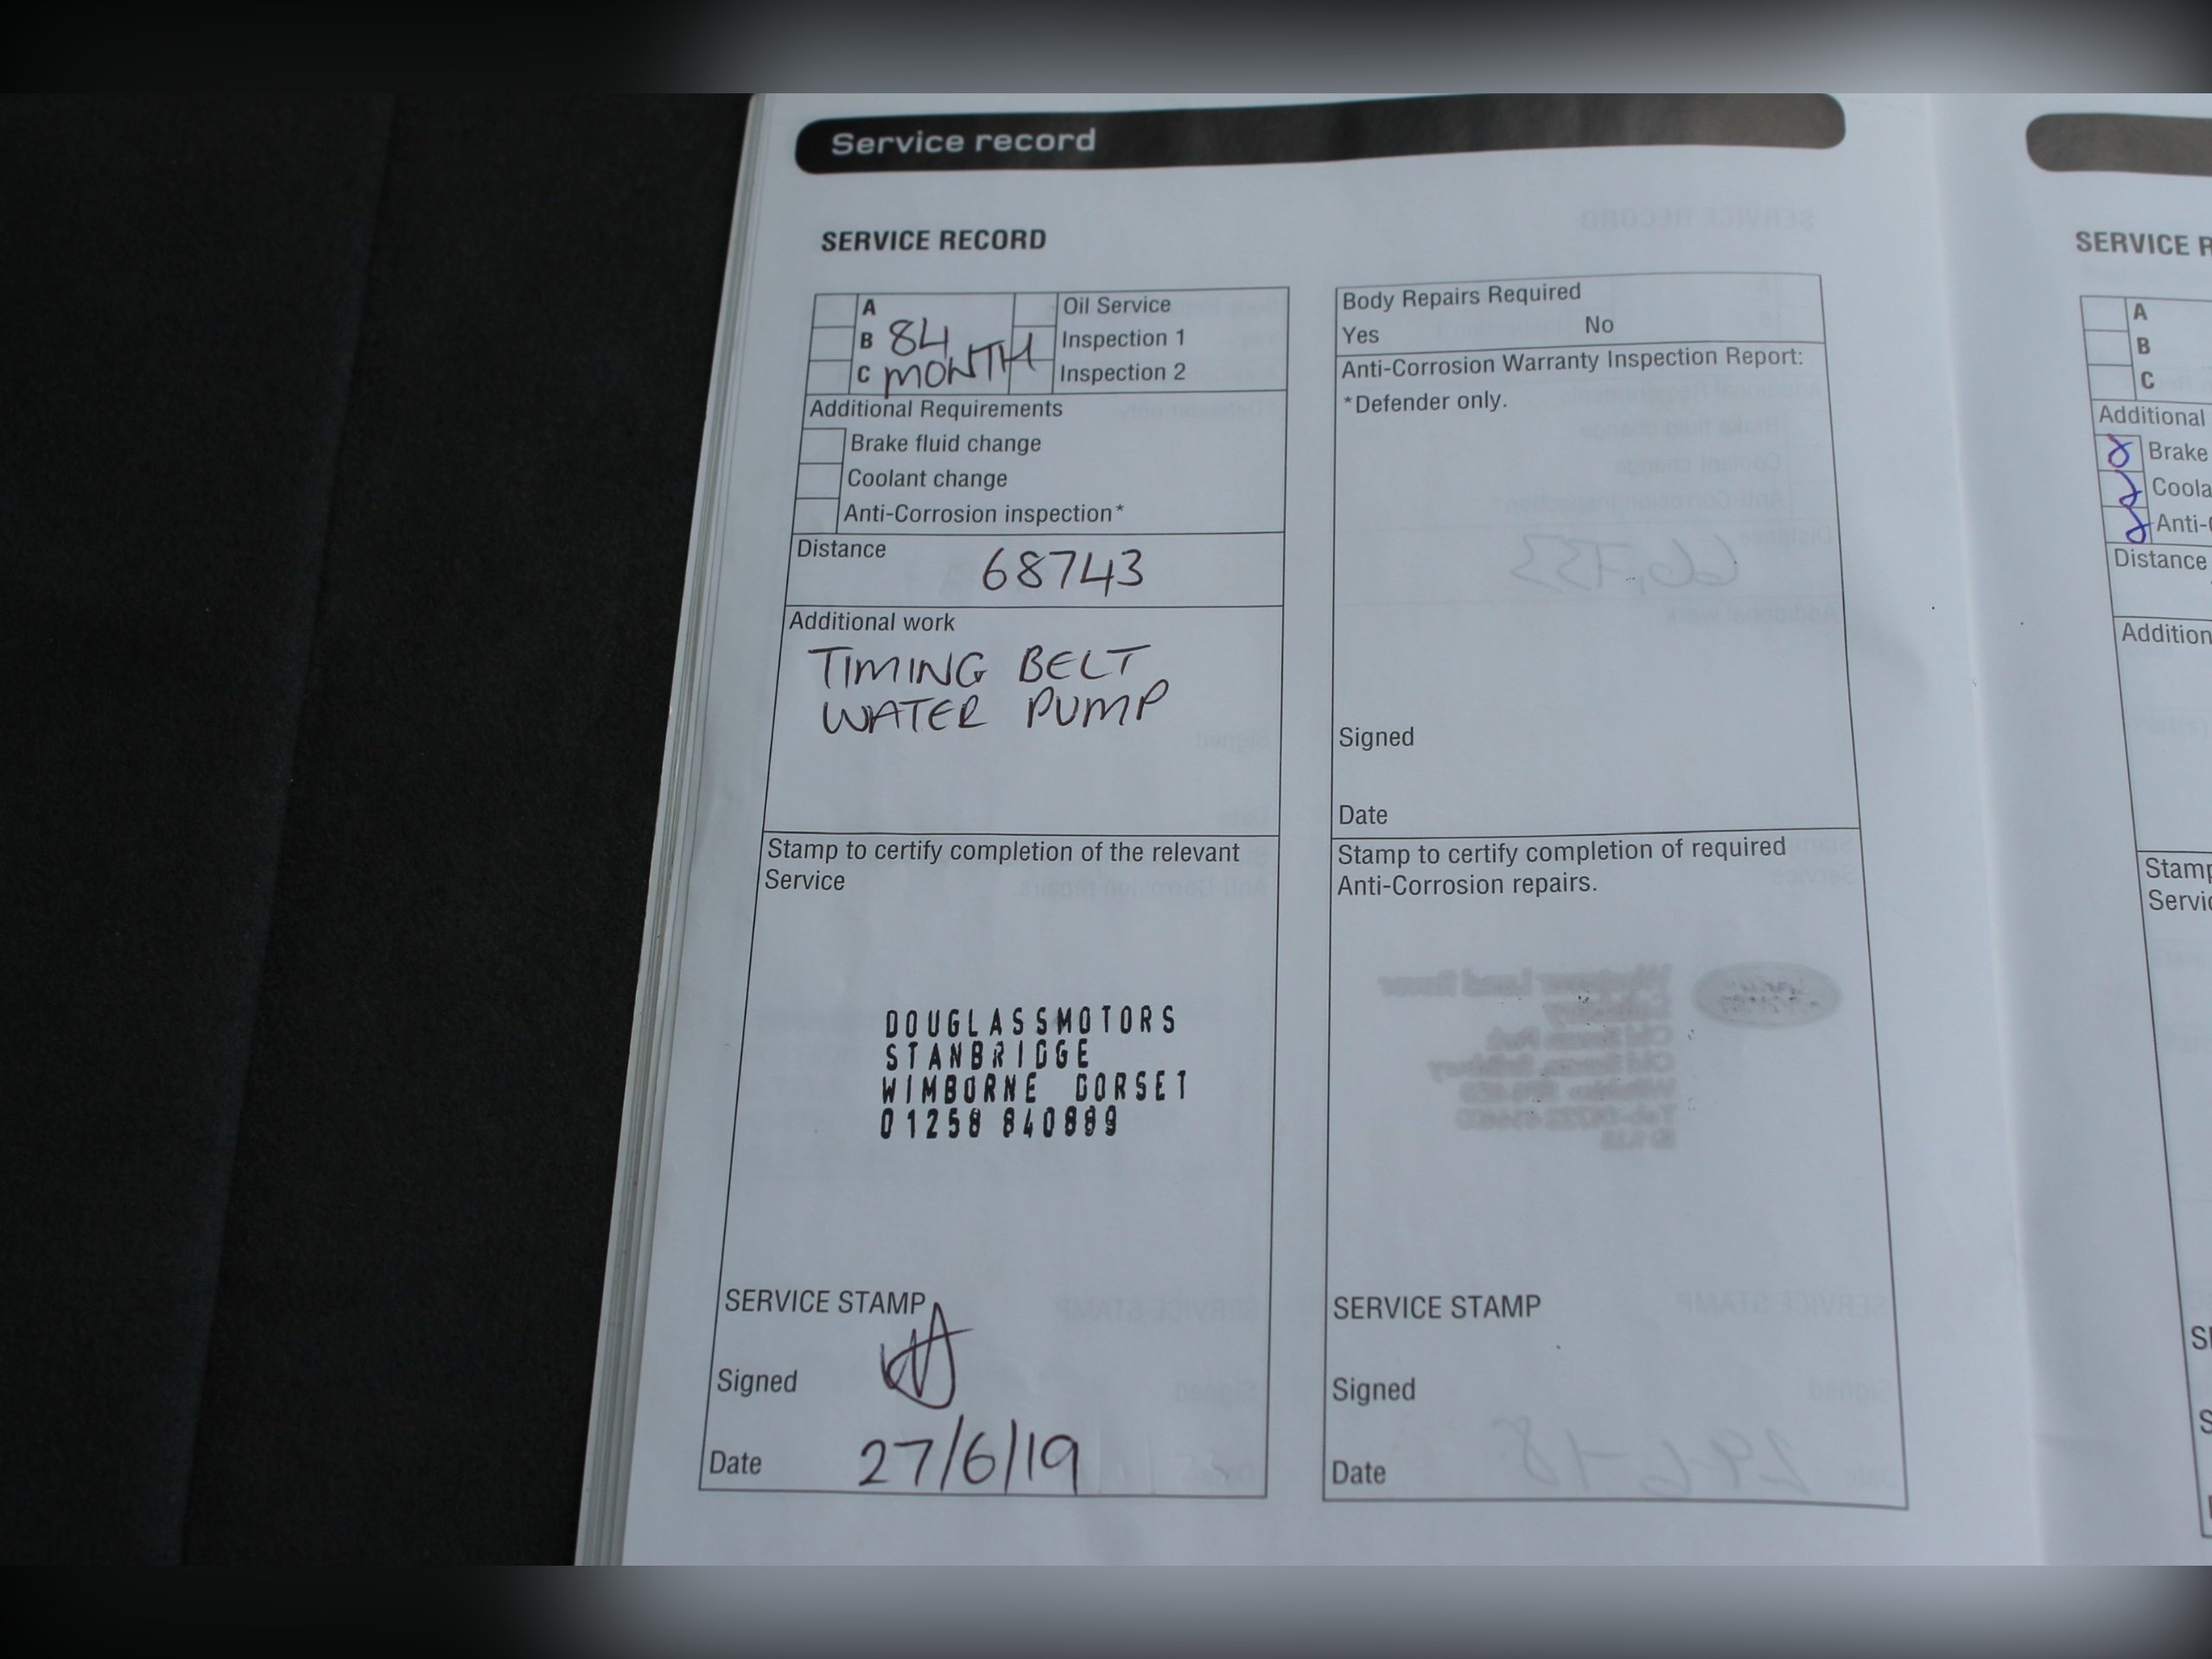 Service record
SERVICE RECORD
A
B
C
84
MONTH
Oil Service
Inspection 1
Inspection 2
Additional Requirements
Brake fluid change
Coolant change
Anti-Corrosion inspection*
Distance
68743
Additional work
TIMING BELT
WATER PUMP
Stamp to certify completion of the relevant
Service
DOUGLASSMOTORS
STANBRIDGE
WIMBORNE DORSET
01258 840889
SERVICE STAMP
Signed
Date 27/6/19
Body Repairs Required
Yes No
Anti-Corrosion Warranty Inspection Report:
*Defender only.
Signed
Date
Stamp to certify completion of required
Anti-Corrosion repairs.
SERVICE STAMP
Signed
Date
SERVICE
A
B
C
Additional
Brake
Distance
Stamp